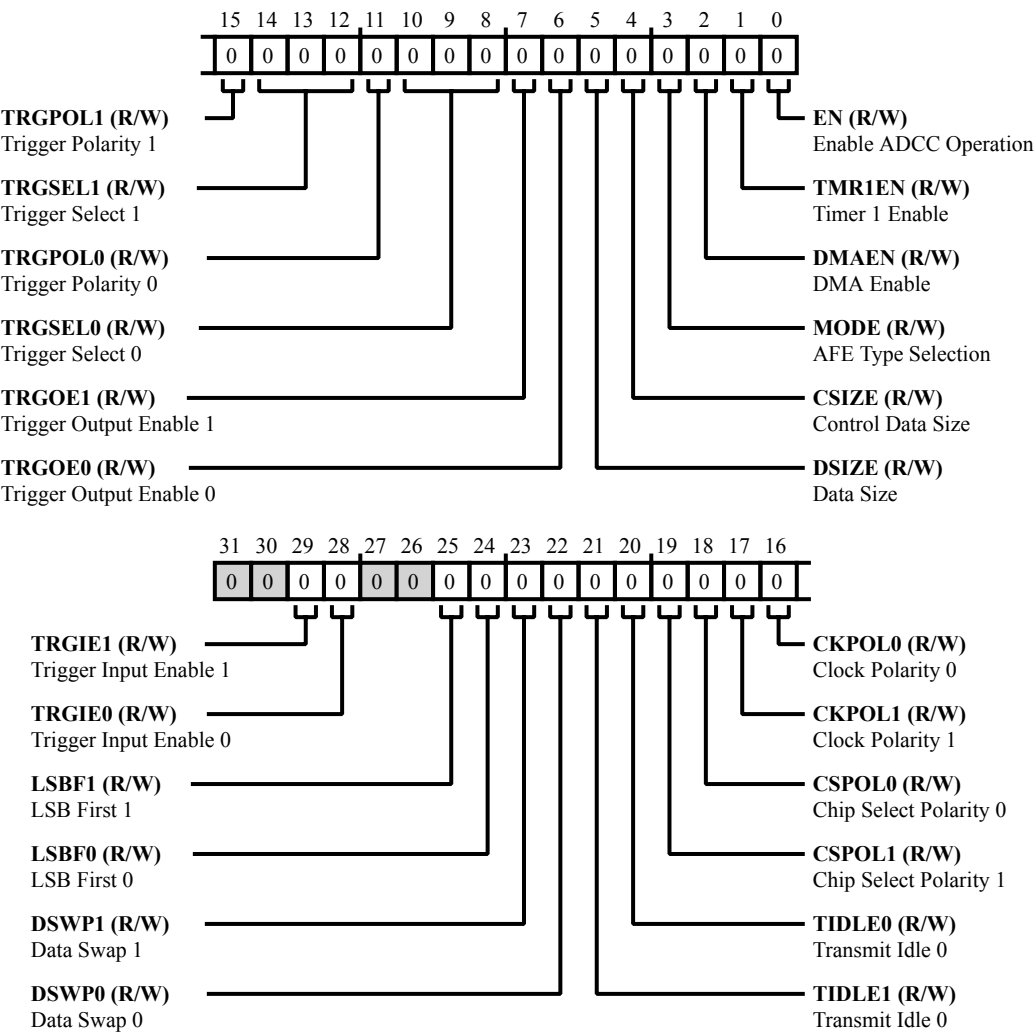 15 14 13 12 11 10 9 8 7 6 5 4 3 2 1 0
0 0 0 0 0 0 0 0 0 0 0 0 0 0 0 0
TRGPOL1 (R/W)
Trigger Polarity 1
TRGSEL1 (R/W)
Trigger Select 1
TRGPOL0 (R/W)
Trigger Polarity 0
TRGSEL0 (R/W)
Trigger Select 0
TRGOE1 (R/W)
Trigger Output Enable 1
TRGOE0 (R/W)
Trigger Output Enable 0
EN (R/W)
Enable ADCC Operation
TMR1EN (R/W)
Timer 1 Enable
DMAEN (R/W)
DMA Enable
MODE (R/W)
AFE Type Selection
CSIZE (R/W)
Control Data Size
DSIZE (R/W)
Data Size
31 30 29 28 27 26 25 24 23 22 21 20 19 18 17 16
0 0 0 0 0 0 0 0 0 0 0 0 0 0 0 0
TRGIE1 (R/W)
Trigger Input Enable 1
TRGIE0 (R/W)
Trigger Input Enable 0
LSBF1 (R/W)
LSB First 1
LSBF0 (R/W)
LSB First 0
DSWP1 (R/W)
Data Swap 1
DSWP0 (R/W)
Data Swap 0
CKPOL0 (R/W)
Clock Polarity 0
CKPOL1 (R/W)
Clock Polarity 1
CSPOL0 (R/W)
Chip Select Polarity 0
CSPOL1 (R/W)
Chip Select Polarity 1
TIDLE0 (R/W)
Transmit Idle 0
TIDLE1 (R/W)
Transmit Idle 0